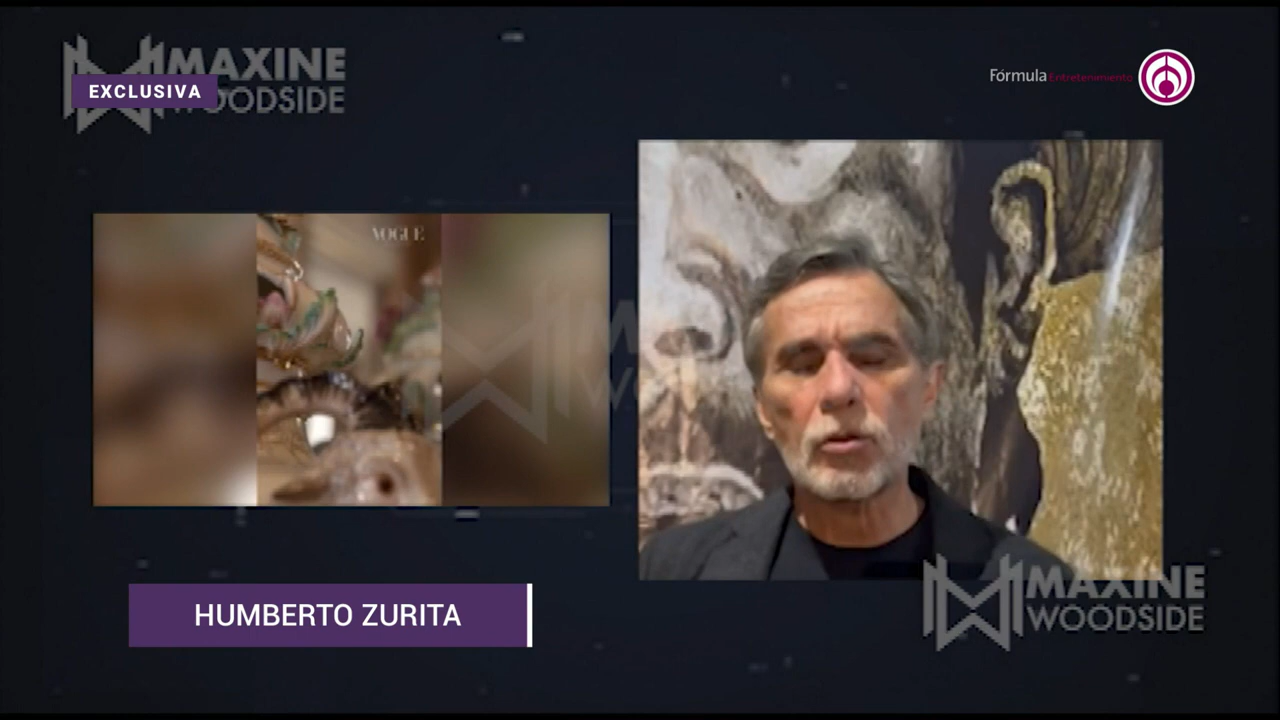 MAXINE
WOODSIDE
EXCLUSIVA
Fórmula Entretenimiento
VOGUE
HUMBERTO ZURITA
MAXINE
WOODSIDE